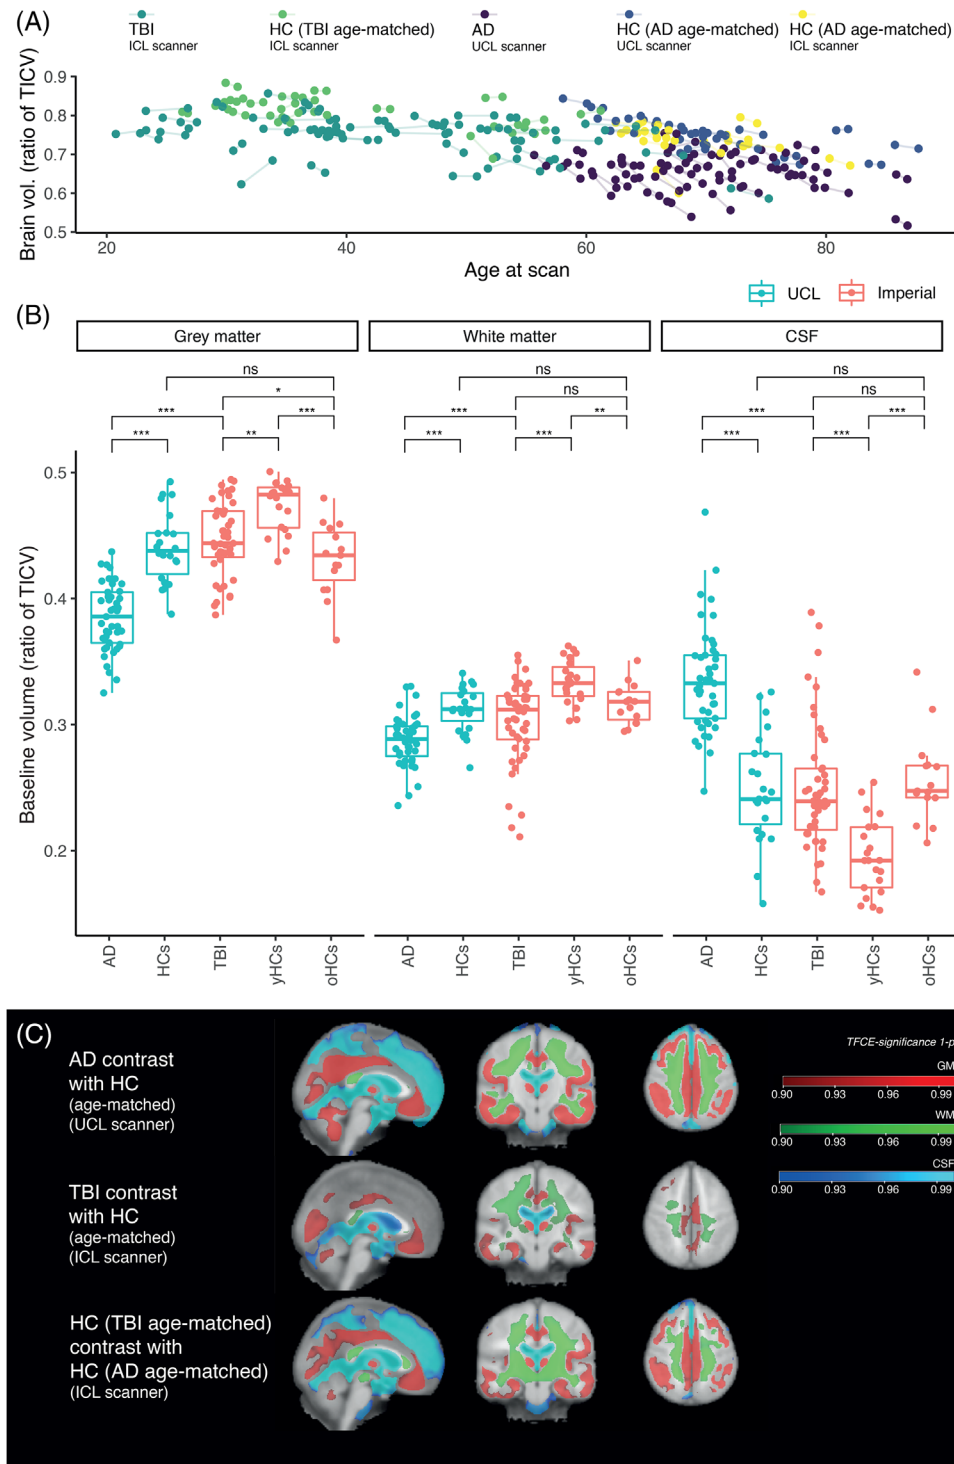 (A)
TBI
ICL scanner
HC (TBI age-matched)
ICL scanner
AD
UCL scanner
HC (AD age-matched)
UCL scanner
HC (AD age-matched)
ICL scanner
Brain vol. (ratio of TICV)
0.9
0.8
0.7
0.6
0.5
20 40 60 80
Age at scan
UCL Imperial
(B)
Grey matter White matter CSF
ns ns ns
* ns ns
*** *** *** ** *** ***
*** ** *** *** *** ***
Baseline volume (ratio of TICV)
0.5
0.4
0.3
0.2
AD HCs TBI yHCs oHCs AD HCs TBI yHCs oHCs AD HCs TBI yHCs oHCs
(C)
AD contrast
with HC
(age-matched)
(UCL scanner)
TBI contrast
with HC
(age-matched)
(ICL scanner)
HC (TBI age-matched)
contrast with
HC (AD age-matched)
(ICL scanner)
TFCE-significance 1-p
GM
0.90 0.93 0.96 0.99
WM
0.90 0.93 0.96 0.99
CSF
0.90 0.93 0.96 0.99